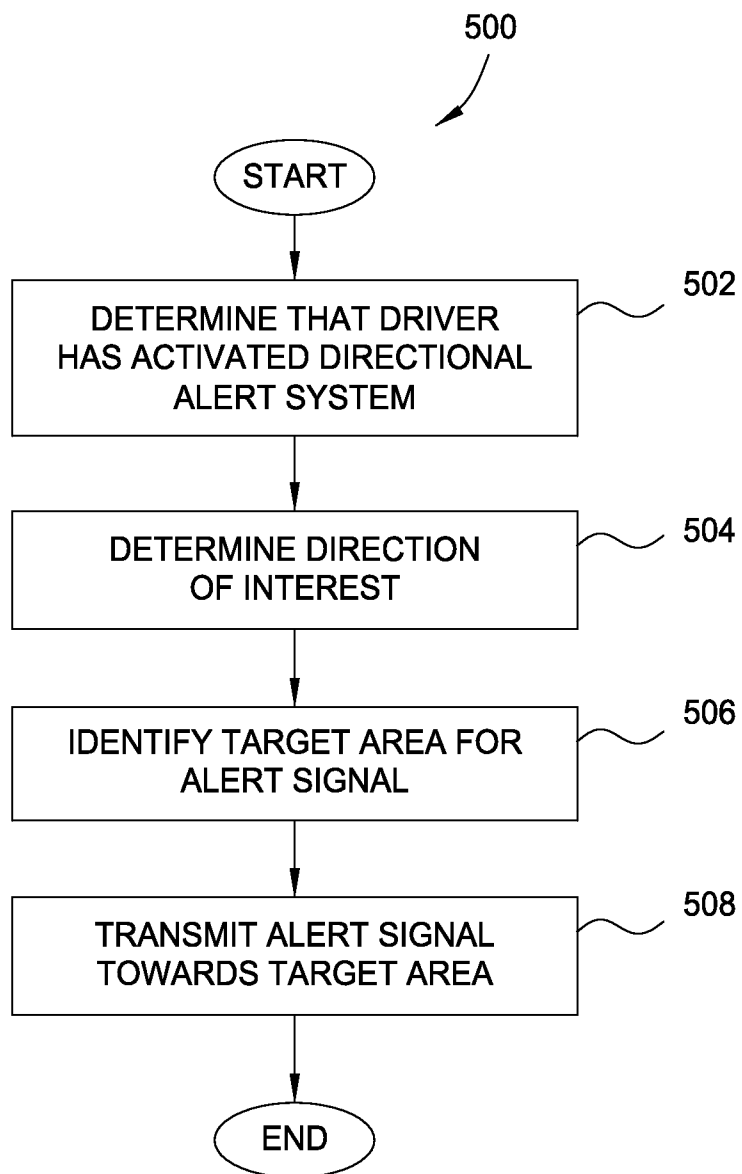 500
START
502
DETERMINE THAT DRIVER
HAS ACTIVATED DIRECTIONAL
ALERT SYSTEM
504
DETERMINE DIRECTION
OF INTEREST
506
IDENTIFY TARGET AREA FOR
ALERT SIGNAL
508
TRANSMIT ALERT SIGNAL
TOWARDS TARGET AREA
END